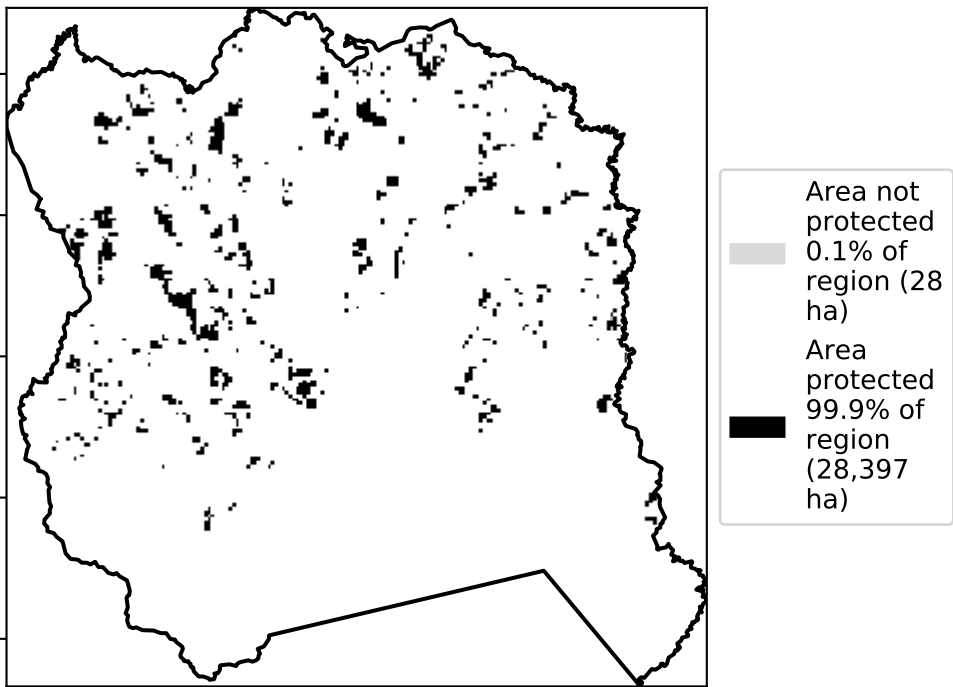 Area not
protected
0.1% of
region (28
ha)
Area
protected
99.9% of
region
(28,397
ha)